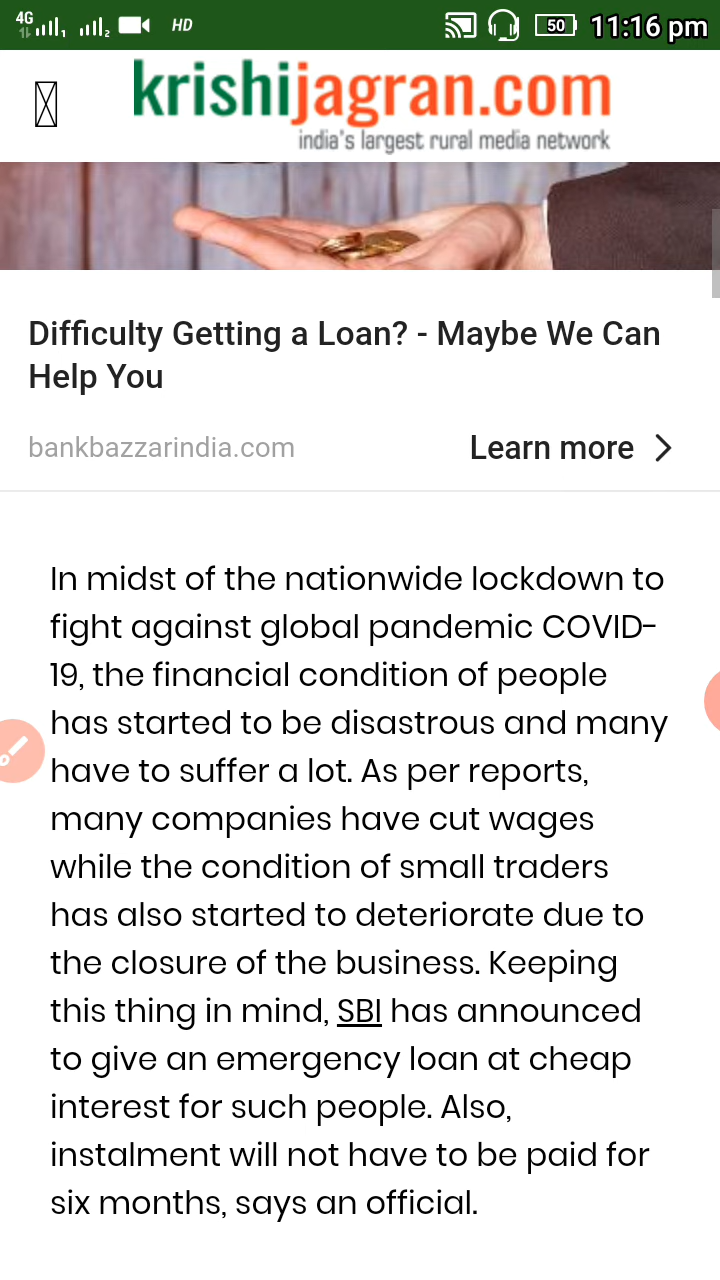 4G 1 2 HD 50 11:16 pm
krishijagran.com
india's largest rural media network
Difficulty Getting a Loan? - Maybe We Can
Help You
bankbazzarindia.com Learn more
In midst of the nationwide lockdown to
fight against global pandemic COVID-
19, the financial condition of people
has started to be disastrous and many
have to suffer a lot. As per reports,
many companies have cut wages
while the condition of small traders
has also started to deteriorate due to
the closure of the business. Keeping
this thing in mind, SBI has announced
to give an emergency loan at cheap
interest for such people. Also,
instalment will not have to be paid for
six months, says an official.